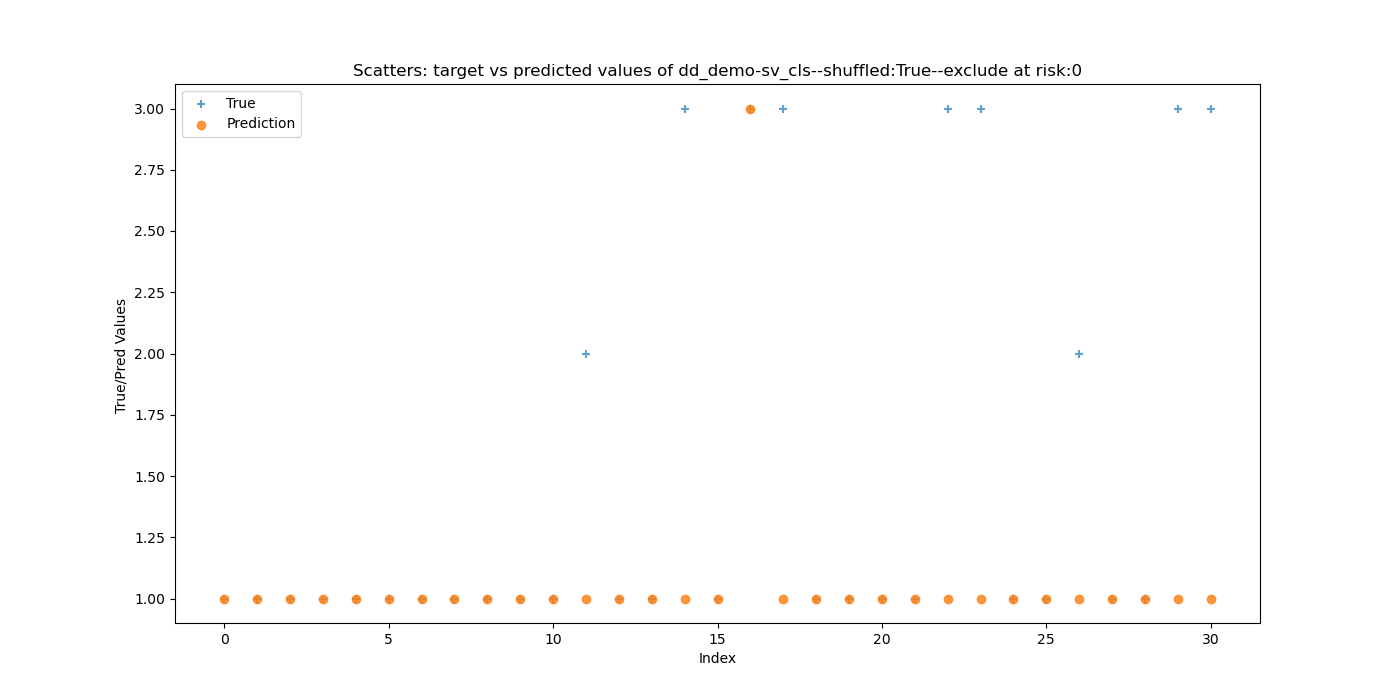 Scatters: target vs predicted values of dd_demo-sv_cls--shuffled:True--exclude at risk:0
True
Prediction
3.00
2.75
2.50
2.25
2.00
1.75
1.50
1.25
1.00
True/Pred Values
0 5 10 15 20 25 30
Index